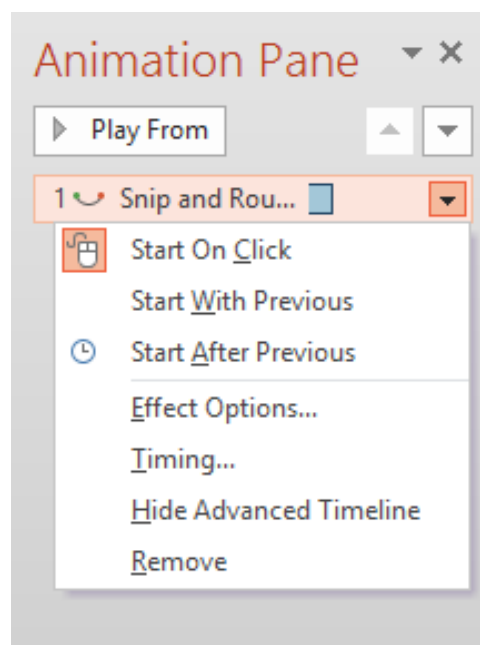 Animation Pane
Play From
1 Snip and Rou...
Start On Click
Start With Previous
Start After Previous
Effect Options...
Timing...
Hide Advanced Timeline
Remove